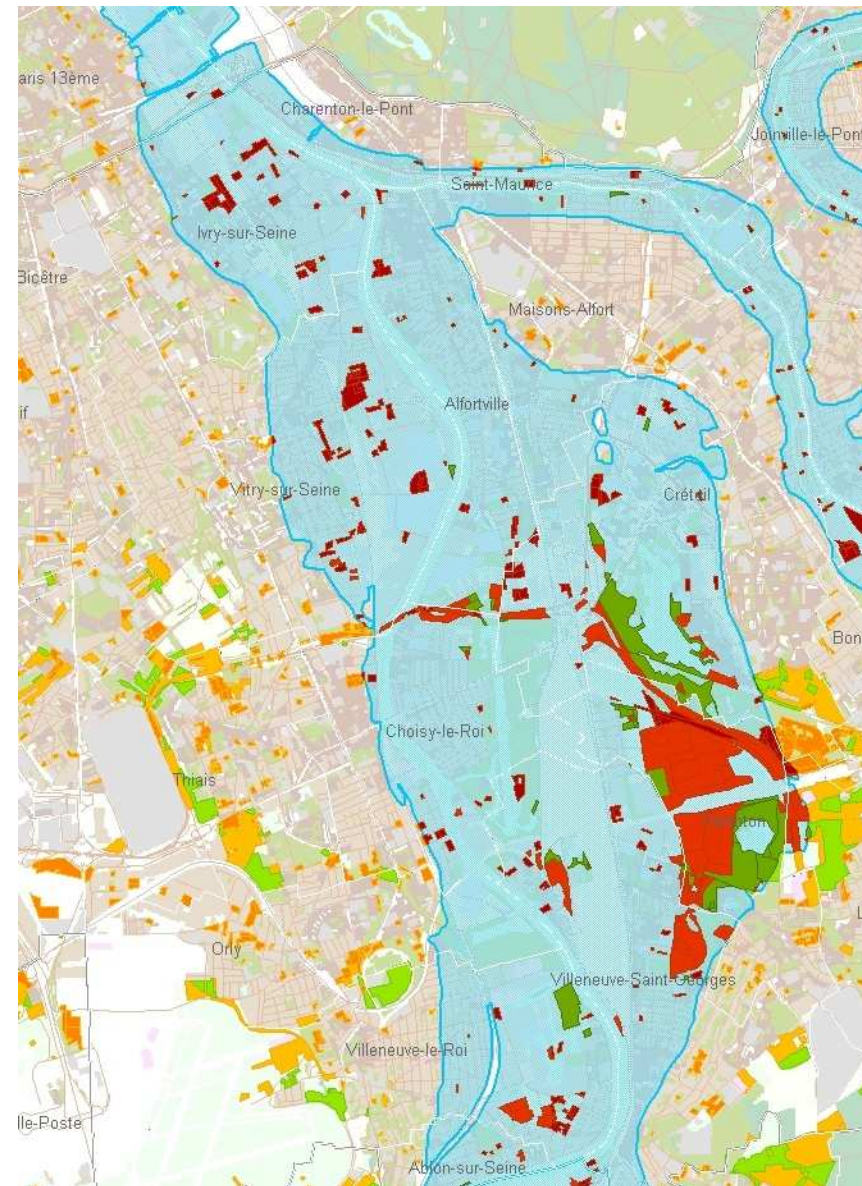 aris 13ème
Charenton-le-Pont
Joinville-le-Pont
Saint-Maurice
Ivry-sur-Seine
Bicêtre
Maisons-Alfort
Alfortville
if
Vitry-sur-Seine
Créteil
Bon
Choisy-le-Roi
Thiais
Orly
Villeneuve-Saint-Georges
Villeneuve-le-Roi
lle-Poste
Ablon-sur-Seine